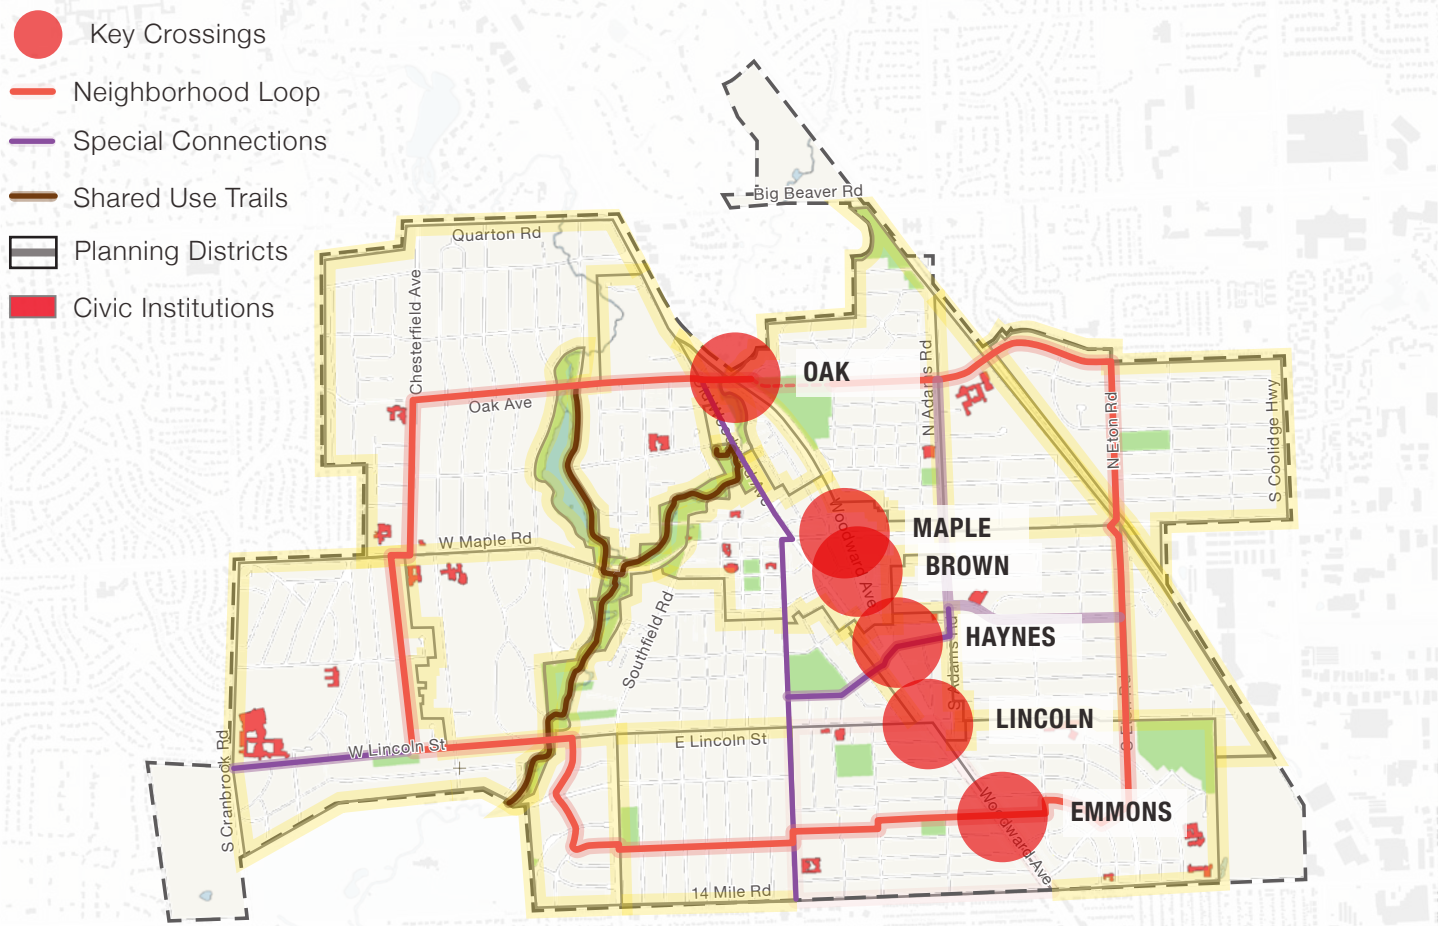 Key Crossings
Neighborhood Loop
Special Connections
Shared Use Trails
Planning Districts
Civic Institutions
Big Beaver Rd
Quarton Rd
Chesterfield Ave
OAK
Oak Ave
N Adams Rd
N Eton Rd
S Coolidge Hwy
W Maple Rd
Woodward Ave
MAPLE
BROWN
HAYNES
Southfield Rd
S Adams Rd
LINCOLN
E Lincoln St
W Lincoln St
S Cranbrook Rd
Woodward Ave
EMMONS
14 Mile Rd